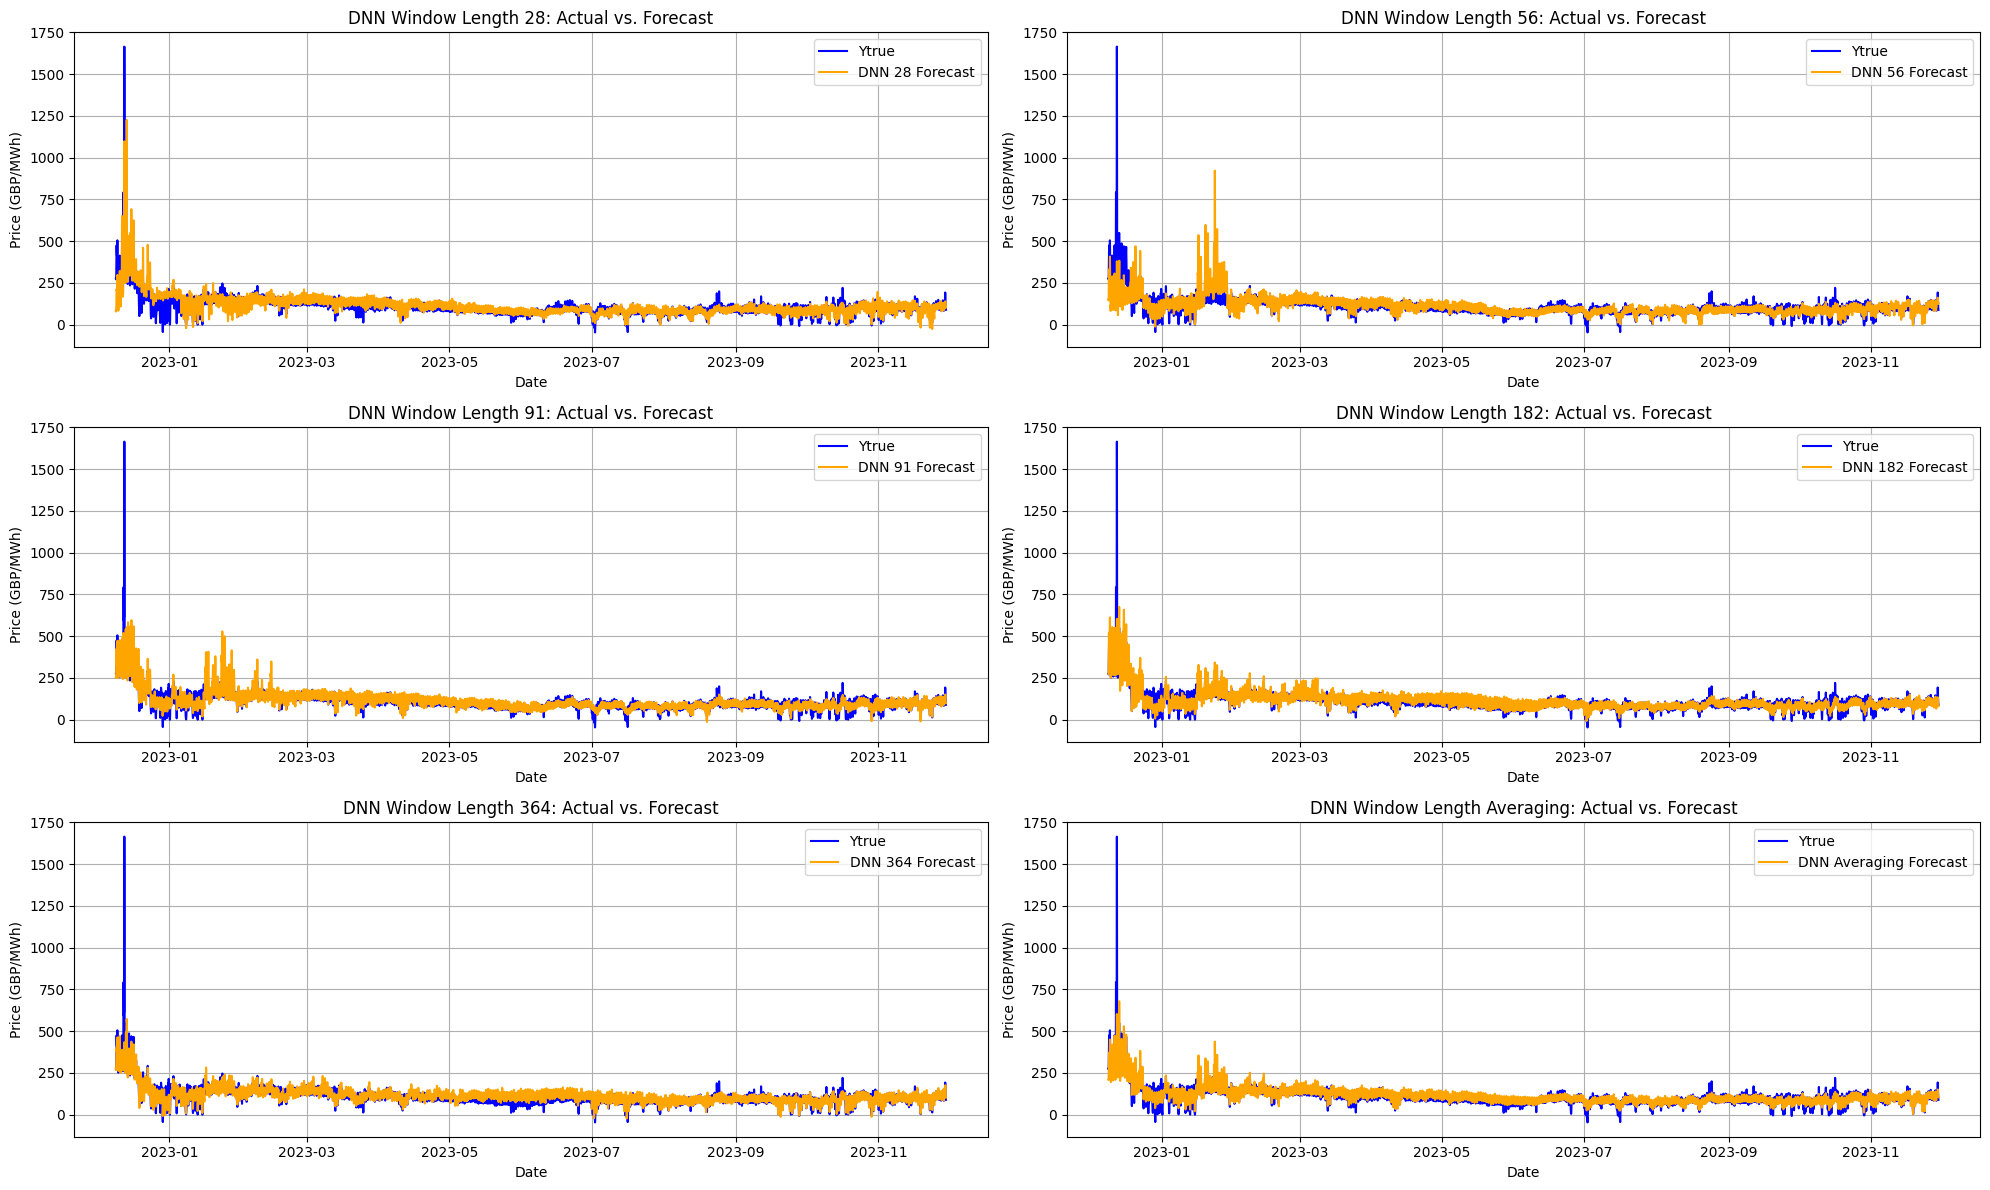 DNN Window Length 28: Actual vs. Forecast
1750
1500
1250
1000
750
500
250
0
Price (GBP/MWh)
Ytrue
DNN 28 Forecast
2023-01 2023-03 2023-05 2023-07 2023-09 2023-11
Date
DNN Window Length 56: Actual vs. Forecast
1750
1500
1250
1000
750
500
250
0
Price (GBP/MWh)
Ytrue
DNN 56 Forecast
2023-01 2023-03 2023-05 2023-07 2023-09 2023-11
Date
DNN Window Length 91: Actual vs. Forecast
1750
1500
1250
1000
750
500
250
0
Price (GBP/MWh)
Ytrue
DNN 91 Forecast
2023-01 2023-03 2023-05 2023-07 2023-09 2023-11
Date
DNN Window Length 182: Actual vs. Forecast
1750
1500
1250
1000
750
500
250
0
Price (GBP/MWh)
Ytrue
DNN 182 Forecast
2023-01 2023-03 2023-05 2023-07 2023-09 2023-11
Date
DNN Window Length 364: Actual vs. Forecast
1750
1500
1250
1000
750
500
250
0
Price (GBP/MWh)
Ytrue
DNN 364 Forecast
2023-01 2023-03 2023-05 2023-07 2023-09 2023-11
Date
DNN Window Length Averaging: Actual vs. Forecast
1750
1500
1250
1000
750
500
250
0
Price (GBP/MWh)
Ytrue
DNN Averaging Forecast
2023-01 2023-03 2023-05 2023-07 2023-09 2023-11
Date